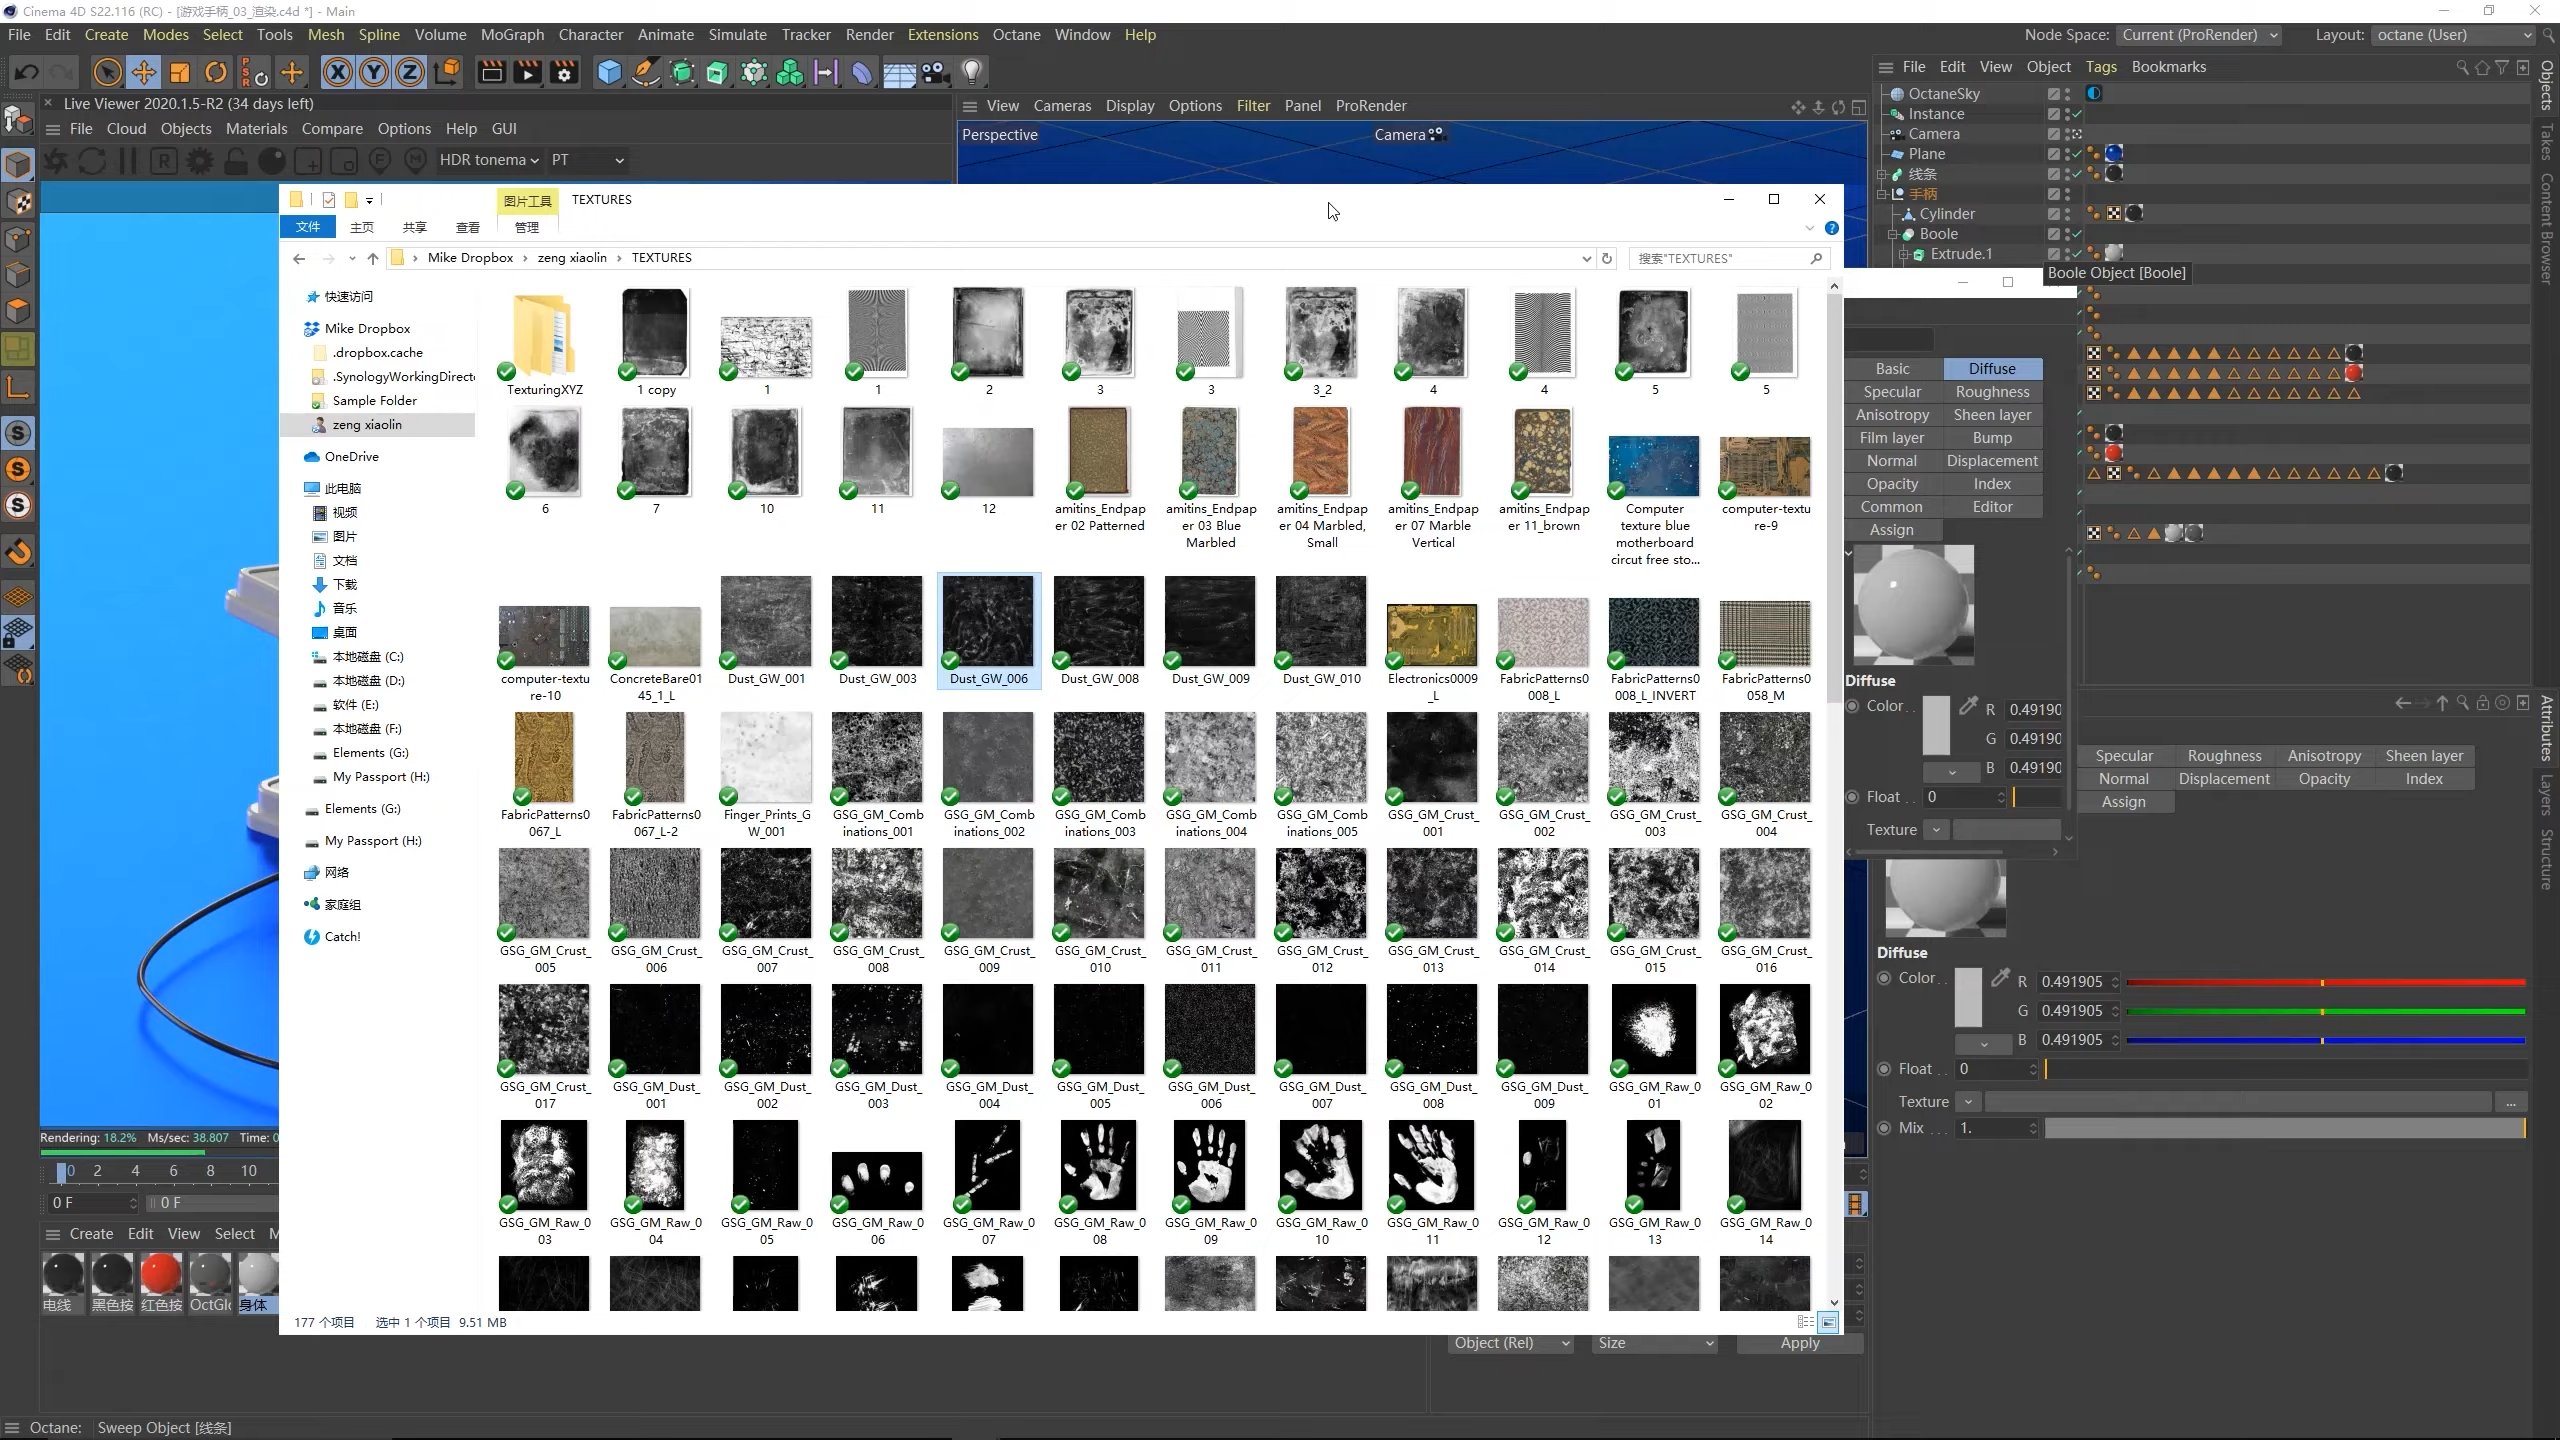 Cinema 4D S22.116 (RC) - [游戏手柄_03_渲染.c4d *] - Main
File Edit Create Modes Select Tools Mesh Spline Volume MoGraph Character Animate Simulate Tracker Render Extensions Octane Window Help
Node Space: Current (ProRender) Layout: octane (User)
Live Viewer 2020.1.5-R2 (34 days left)
File Cloud Objects Materials Compare Options Help GUI
HDR tonema PT
View Cameras Display Options Filter Panel ProRender
Perspective Camera
File Edit View Object Tags Bookmarks
OctaneSky
Instance
Camera
Plane
线条
手柄
Cylinder
Boole
Extrude.1
Boole Object [Boole]
Objects
Takes
Content Browser
图片工具 TEXTURES
文件 主页 共享 查看 管理
Mike Dropbox › zeng xiaolin › TEXTURES
搜索"TEXTURES"
快速访问
Mike Dropbox
.dropbox.cache
.SynologyWorkingDirect
Sample Folder
zeng xiaolin
OneDrive
此电脑
视频
图片
文档
下载
音乐
桌面
本地磁盘 (C:)
本地磁盘 (D:)
软件 (E:)
本地磁盘 (F:)
Elements (G:)
My Passport (H:)
Elements (G:)
My Passport (H:)
网络
家庭组
Catch!
TexturingXYZ 1 copy 1 1 2 3 3 3_2 4 4 5 5
6 7 10 11 12 amitins_Endpaper 02 Patterned amitins_Endpaper 03 Blue Marbled amitins_Endpaper 04 Marbled, Small amitins_Endpaper 07 Marble Vertical amitins_Endpaper 11_brown Computer texture blue motherboard circut free sto... computer-texture-9
computer-texture-10 ConcreteBare0145_1_L Dust_GW_001 Dust_GW_003 Dust_GW_006 Dust_GW_008 Dust_GW_009 Dust_GW_010 Electronics0009_L FabricPatterns0008_L FabricPatterns0008_L_INVERT FabricPatterns0058_M
FabricPatterns0067_L FabricPatterns0067_L-2 Finger_Prints_GW_001 GSG_GM_Combinations_001 GSG_GM_Combinations_002 GSG_GM_Combinations_003 GSG_GM_Combinations_004 GSG_GM_Combinations_005 GSG_GM_Crust_001 GSG_GM_Crust_002 GSG_GM_Crust_003 GSG_GM_Crust_004
GSG_GM_Crust_005 GSG_GM_Crust_006 GSG_GM_Crust_007 GSG_GM_Crust_008 GSG_GM_Crust_009 GSG_GM_Crust_010 GSG_GM_Crust_011 GSG_GM_Crust_012 GSG_GM_Crust_013 GSG_GM_Crust_014 GSG_GM_Crust_015 GSG_GM_Crust_016
GSG_GM_Crust_017 GSG_GM_Dust_001 GSG_GM_Dust_002 GSG_GM_Dust_003 GSG_GM_Dust_004 GSG_GM_Dust_005 GSG_GM_Dust_006 GSG_GM_Dust_007 GSG_GM_Dust_008 GSG_GM_Dust_009 GSG_GM_Raw_001 GSG_GM_Raw_002
GSG_GM_Raw_003 GSG_GM_Raw_004 GSG_GM_Raw_005 GSG_GM_Raw_006 GSG_GM_Raw_007 GSG_GM_Raw_008 GSG_GM_Raw_009 GSG_GM_Raw_010 GSG_GM_Raw_011 GSG_GM_Raw_012 GSG_GM_Raw_013 GSG_GM_Raw_014
177 个项目 选中 1 个项目 9.51 MB
Basic Diffuse
Specular Roughness
Anisotropy Sheen layer
Film layer Bump
Normal Displacement
Opacity Index
Common Editor
Assign
Diffuse
Color . . R 0.49190
G 0.49190
B 0.49190
Float . . 0
Texture
Attributes
Layers
Structure
Specular Roughness Anisotropy Sheen layer
Normal Displacement Opacity Index
Assign
Diffuse
Color . . R 0.491905
G 0.491905
B 0.491905
Float . . 0
Texture ...
Mix . . . 1.
Rendering: 18.2% Ms/sec: 38.807 Time: 0
0 2 4 6 8 10
0 F 0 F
Create Edit View Select M
电线 黑色按 红色按 OctGlo 身体
Object (Rel) Size Apply
Octane: Sweep Object [线条]